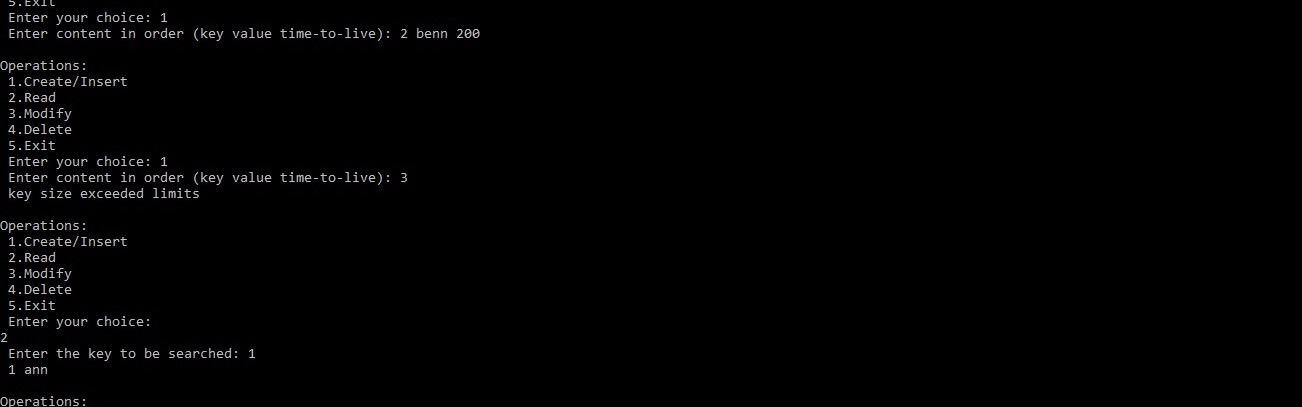 5.Exit
Enter your choice: 1
Enter content in order (key value time-to-live): 2 benn 200
Operations:
1.Create/Insert
2.Read
3.Modify
4.Delete
5.Exit
Enter your choice: 1
Enter content in order (key value time-to-live): 3
key size exceeded limits
Operations:
1.Create/Insert
2.Read
3.Modify
4.Delete
5.Exit
Enter your choice:
2
Enter the key to be searched: 1
1 ann
Operations: